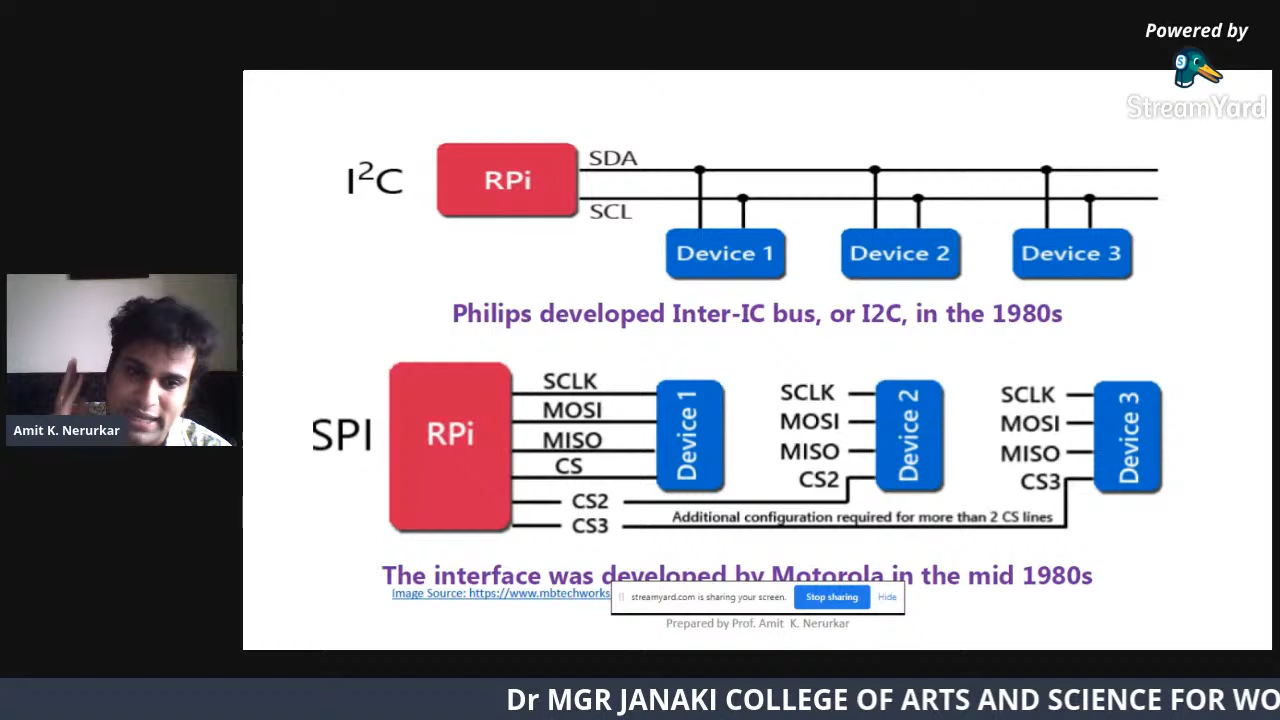 Powered by
StreamYard
I²C
RPi
SDA
SCL
Device 1
Device 2
Device 3
Philips developed Inter-IC bus, or I2C, in the 1980s
SPI
RPi
SCLK
MOSI
MISO
CS
CS2
CS3
Device 1
SCLK
MOSI
MISO
CS2
Device 2
SCLK
MOSI
MISO
CS3
Device 3
Additional configuration required for more than 2 CS lines
The interface was developed by Motorola in the mid 1980s
Image Source: https://www.mbtechworks
streamyard.com is sharing your screen.
Stop sharing
Hide
Prepared by Prof. Amit K. Nerurkar
Amit K. Nerurkar
Dr MGR JANAKI COLLEGE OF ARTS AND SCIENCE FOR WO